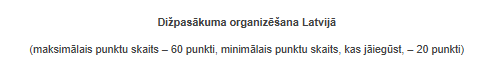 Dižpasākuma organizēšana Latvijā
(maksimālais punktu skaits – 60 punkti, minimālais punktu skaits, kas jāiegūst, – 20 punkti)